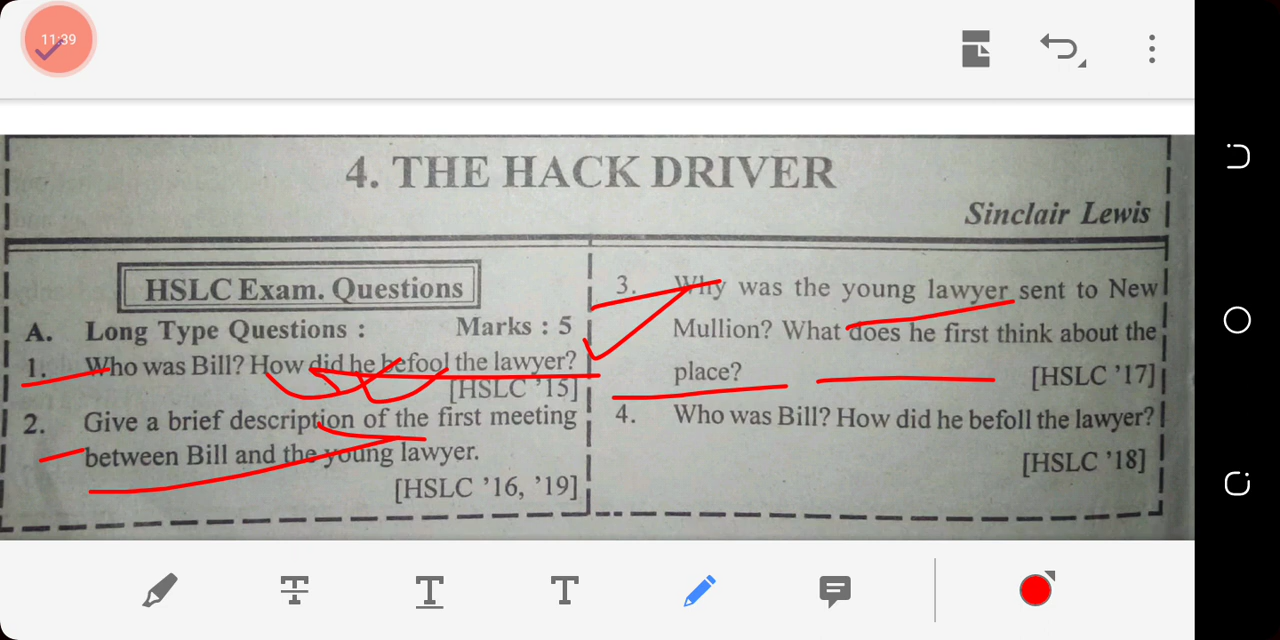 11:39
4. THE HACK DRIVER
Sinclair Lewis
HSLC Exam. Questions
A. Long Type Questions : Marks : 5
1. Who was Bill? How did he befool the lawyer?
[HSLC '15]
2. Give a brief description of the first meeting
between Bill and the young lawyer.
[HSLC '16, '19]
3. Why was the young lawyer sent to New
Mullion? What does he first think about the
place? [HSLC '17]
4. Who was Bill? How did he befoll the lawyer?
[HSLC '18]
T
T
T